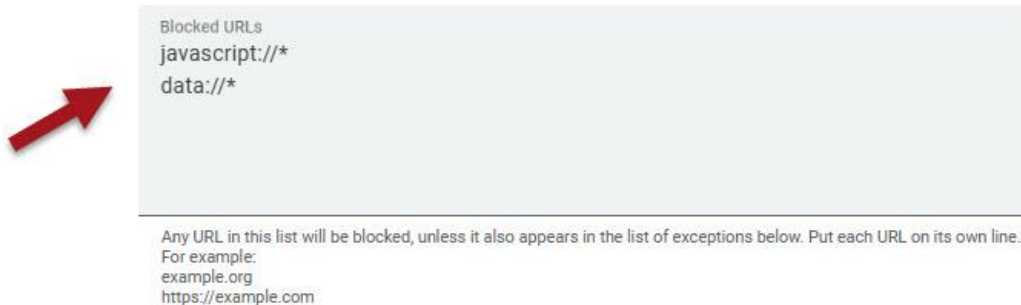 Blocked URLs
javascript://*
data://*
Any URL in this list will be blocked, unless it also appears in the list of exceptions below. Put each URL on its own line.
For example:
example.org
https://example.com